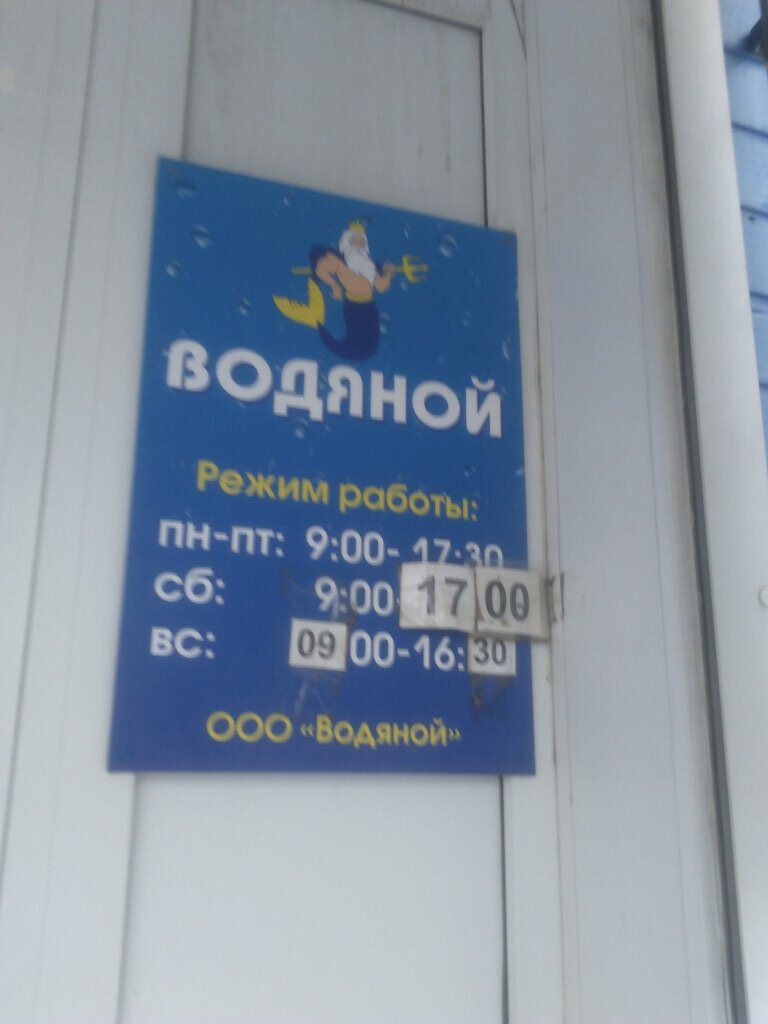 ВОДЯНОЙ
Режим работы:
пн-пт: 9:00- 17:30
сб: 9:00 17 00
вс: 09 00-16: 30
ООО «Водяной»